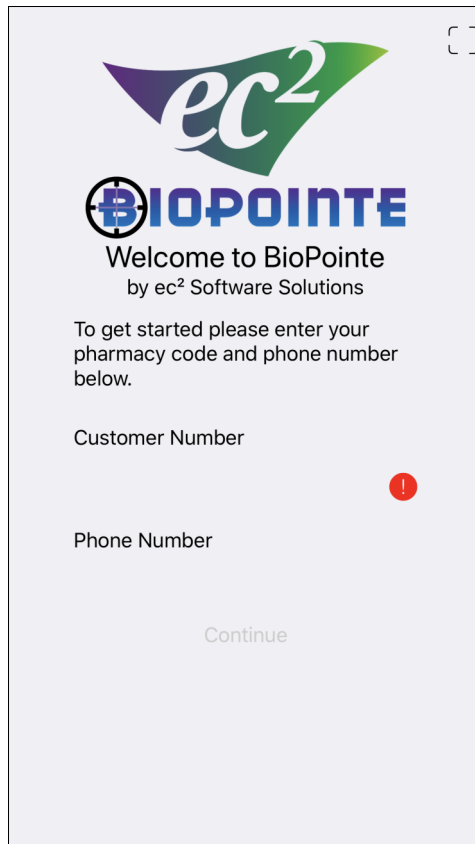 ec²
BIOPOINTE
Welcome to BioPointe
by ec² Software Solutions
To get started please enter your
pharmacy code and phone number
below.
Customer Number
!
Phone Number
Continue